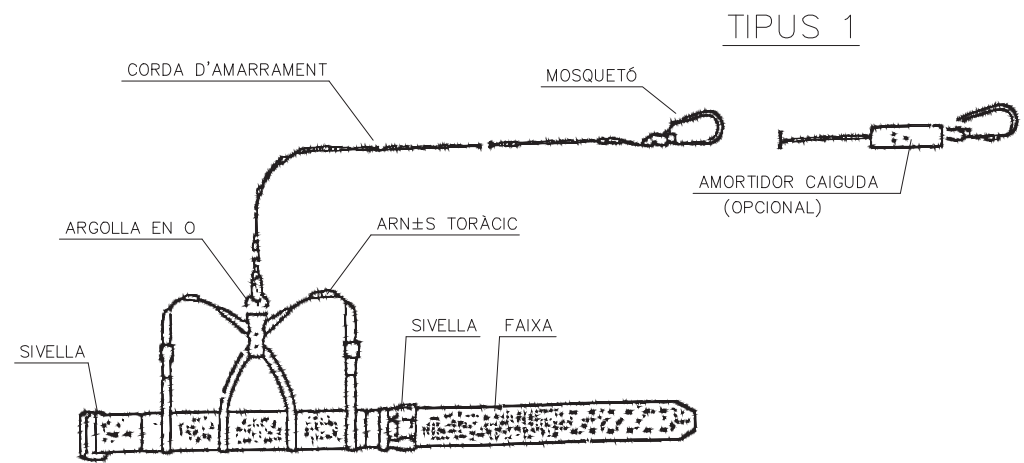 TIPUS 1
CORDA D'AMARRAMENT
MOSQUETÓ
AMORTIDOR CAIGUDA
(OPCIONAL)
ARGOLLA EN O
ARN±S TORÀCIC
SIVELLA
SIVELLA
FAIXA